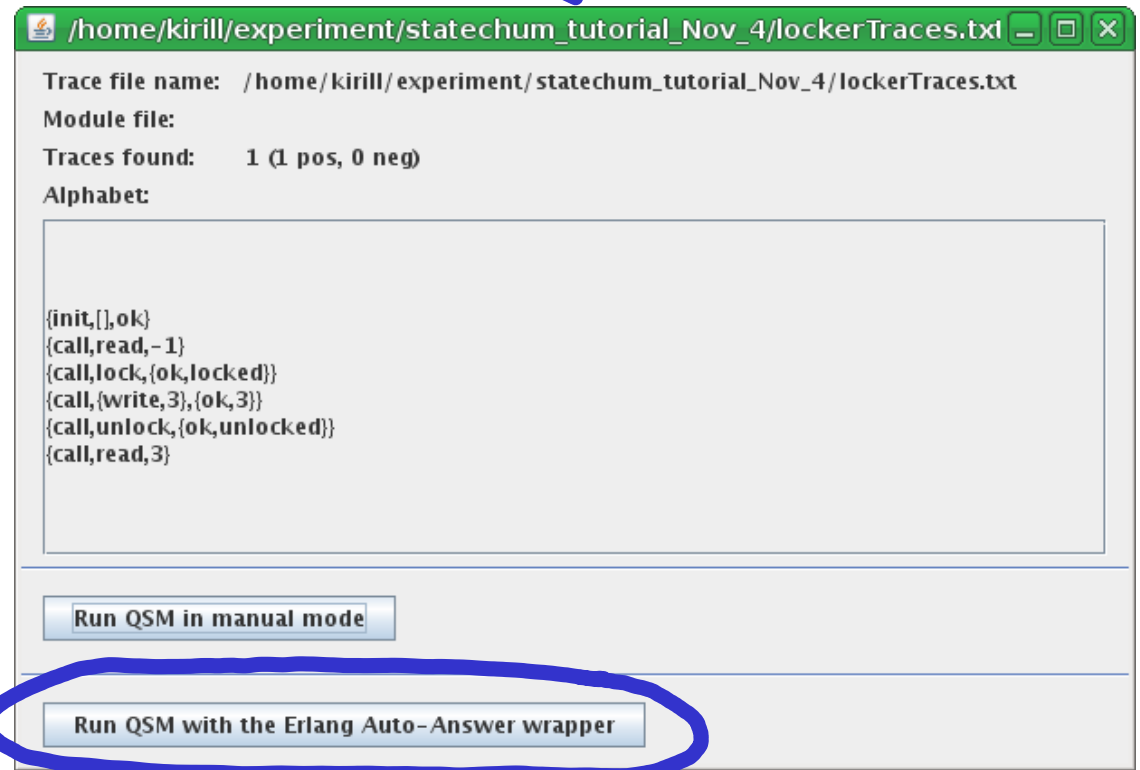 /home/kirill/experiment/statechum_tutorial_Nov_4/lockerTraces.txt
Trace file name: /home/kirill/experiment/statechum_tutorial_Nov_4/lockerTraces.txt
Module file:
Traces found: 1 (1 pos, 0 neg)
Alphabet:
{init,[],ok}
{call,read,-1}
{call,lock,{ok,locked}}
{call,{write,3},{ok,3}}
{call,unlock,{ok,unlocked}}
{call,read,3}
Run QSM in manual mode
Run QSM with the Erlang Auto-Answer wrapper